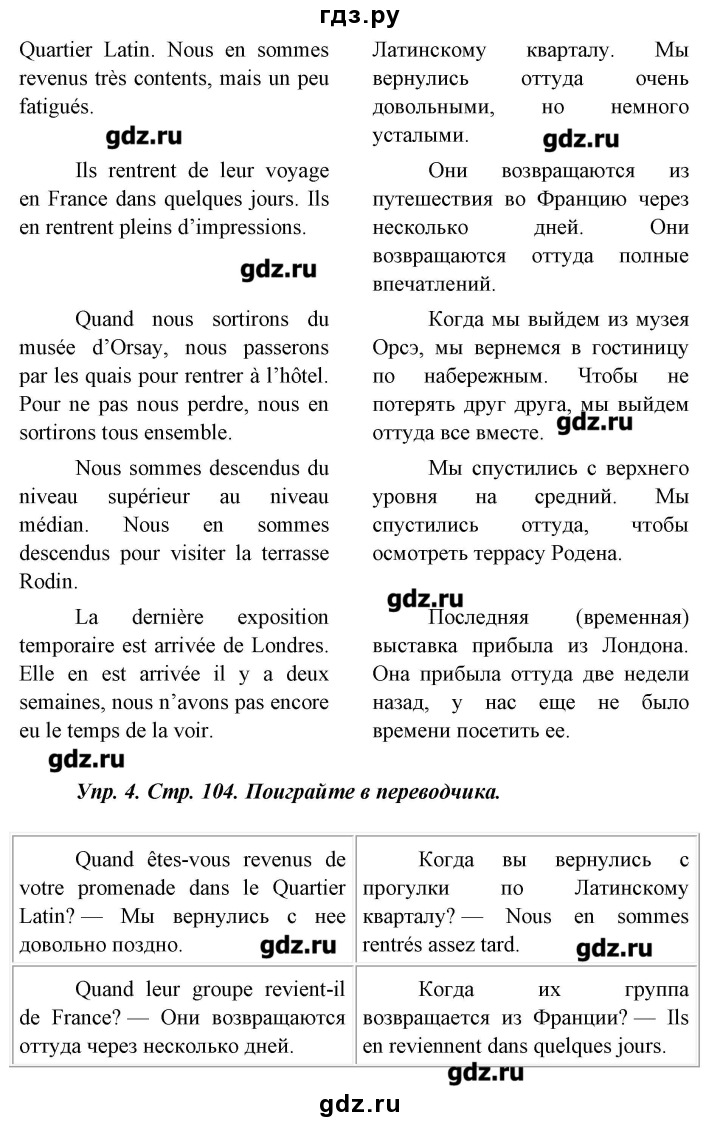 гдз.ру
Quartier Latin. Nous en sommes
revenus très contents, mais un peu
fatigués.
Латинскому кварталу. Мы
вернулись оттуда очень
довольными, но немного
усталыми.
gdz.ru
gdz.ru
Ils rentrent de leur voyage
en France dans quelques jours. Ils
en rentrent pleins d’impressions.
Они возвращаются из
путешествия во Францию через
несколько дней. Они
возвращаются оттуда полные
впечатлений.
gdz.ru
Quand nous sortirons du
musée d’Orsay, nous passerons
par les quais pour rentrer à l’hôtel.
Pour ne pas nous perdre, nous en
sortirons tous ensemble.
Когда мы выйдем из музея
Орсэ, мы вернемся в гостиницу
по набережным. Чтобы не
потерять друг друга, мы выйдем
оттуда все вместе.
gdz.ru
Nous sommes descendus du
niveau supérieur au niveau
médian. Nous en sommes
descendus pour visiter la terrasse
Rodin.
Мы спустились с верхнего
уровня на средний. Мы
спустились оттуда, чтобы
осмотреть террасу Родена.
gdz.ru
La dernière exposition
temporaire est arrivée de Londres.
Elle en est arrivée il y a deux
semaines, nous n’avons pas encore
eu le temps de la voir.
Последняя (временная)
выставка прибыла из Лондона.
Она прибыла оттуда две недели
назад, у нас еще не было
времени посетить ее.
gdz.ru
Упр. 4. Стр. 104. Поиграйте в переводчика.
Quand êtes-vous revenus de
votre promenade dans le Quartier
Latin? — Мы вернулись с нее
довольно поздно.
gdz.ru
Когда вы вернулись с
прогулки по Латинскому
кварталу? — Nous en sommes
rentrés assez tard.
gdz.ru
Quand leur groupe revient-il
de France? — Они возвращаются
оттуда через несколько дней.
Когда их группа
возвращается из Франции? — Ils
en reviennent dans quelques jours.
gdz.ru
gdz.ru